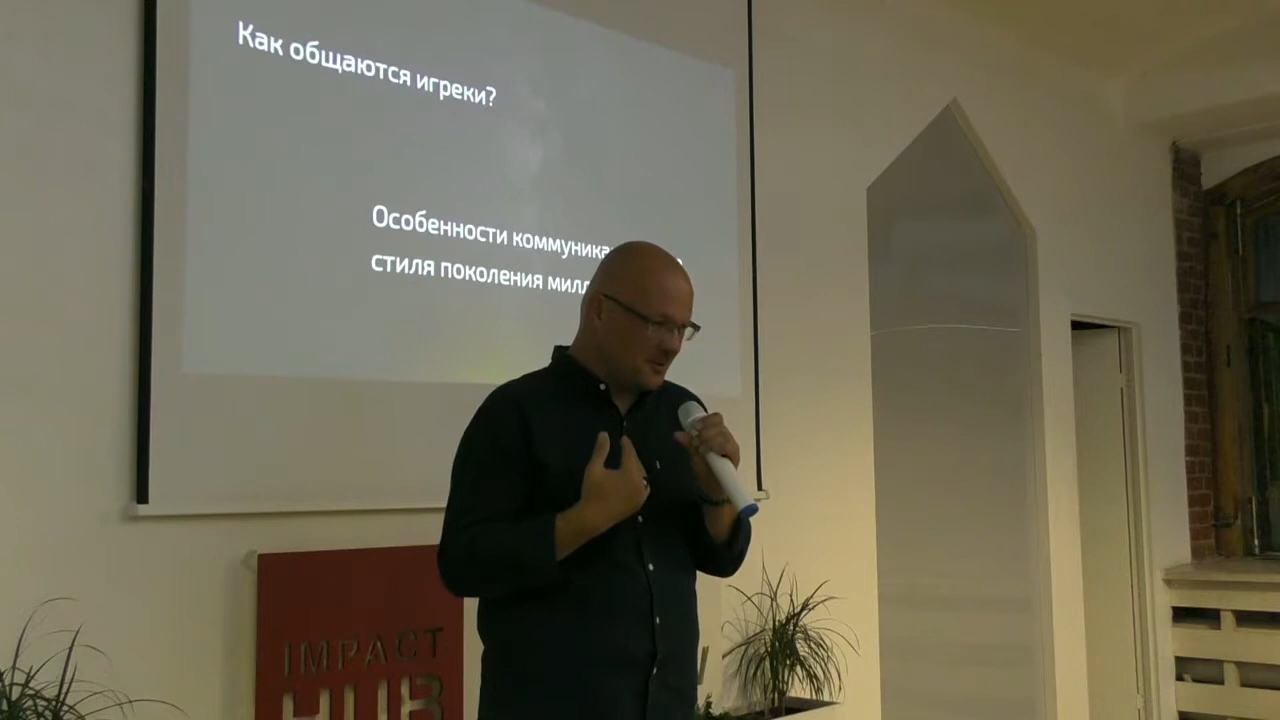 Как общаются игреки?
Особенности
стиля поколения
IMPACT
HUB